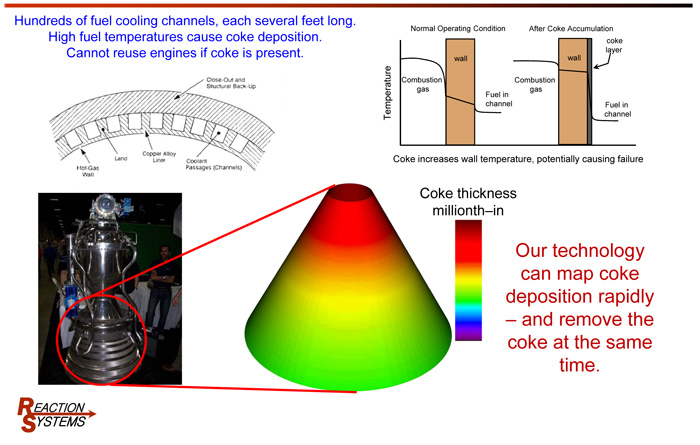 Hundreds of fuel cooling channels, each several feet long.
High fuel temperatures cause coke deposition.
Cannot reuse engines if coke is present.
Close-Out and
Structural Back-Up
Hot-Gas
Wall
Land
Copper Alloy
Liner
Coolant
Passages (Channels)
Normal Operating Condition
After Coke Accumulation
Temperature
Combustion
gas
wall
Fuel in
channel
Combustion
gas
wall
coke
layer
Fuel in
channel
Coke increases wall temperature, potentially causing failure
Coke thickness
millionth–in
Our technology
can map coke
deposition rapidly
– and remove the
coke at the same
time.
REACTION
SYSTEMS